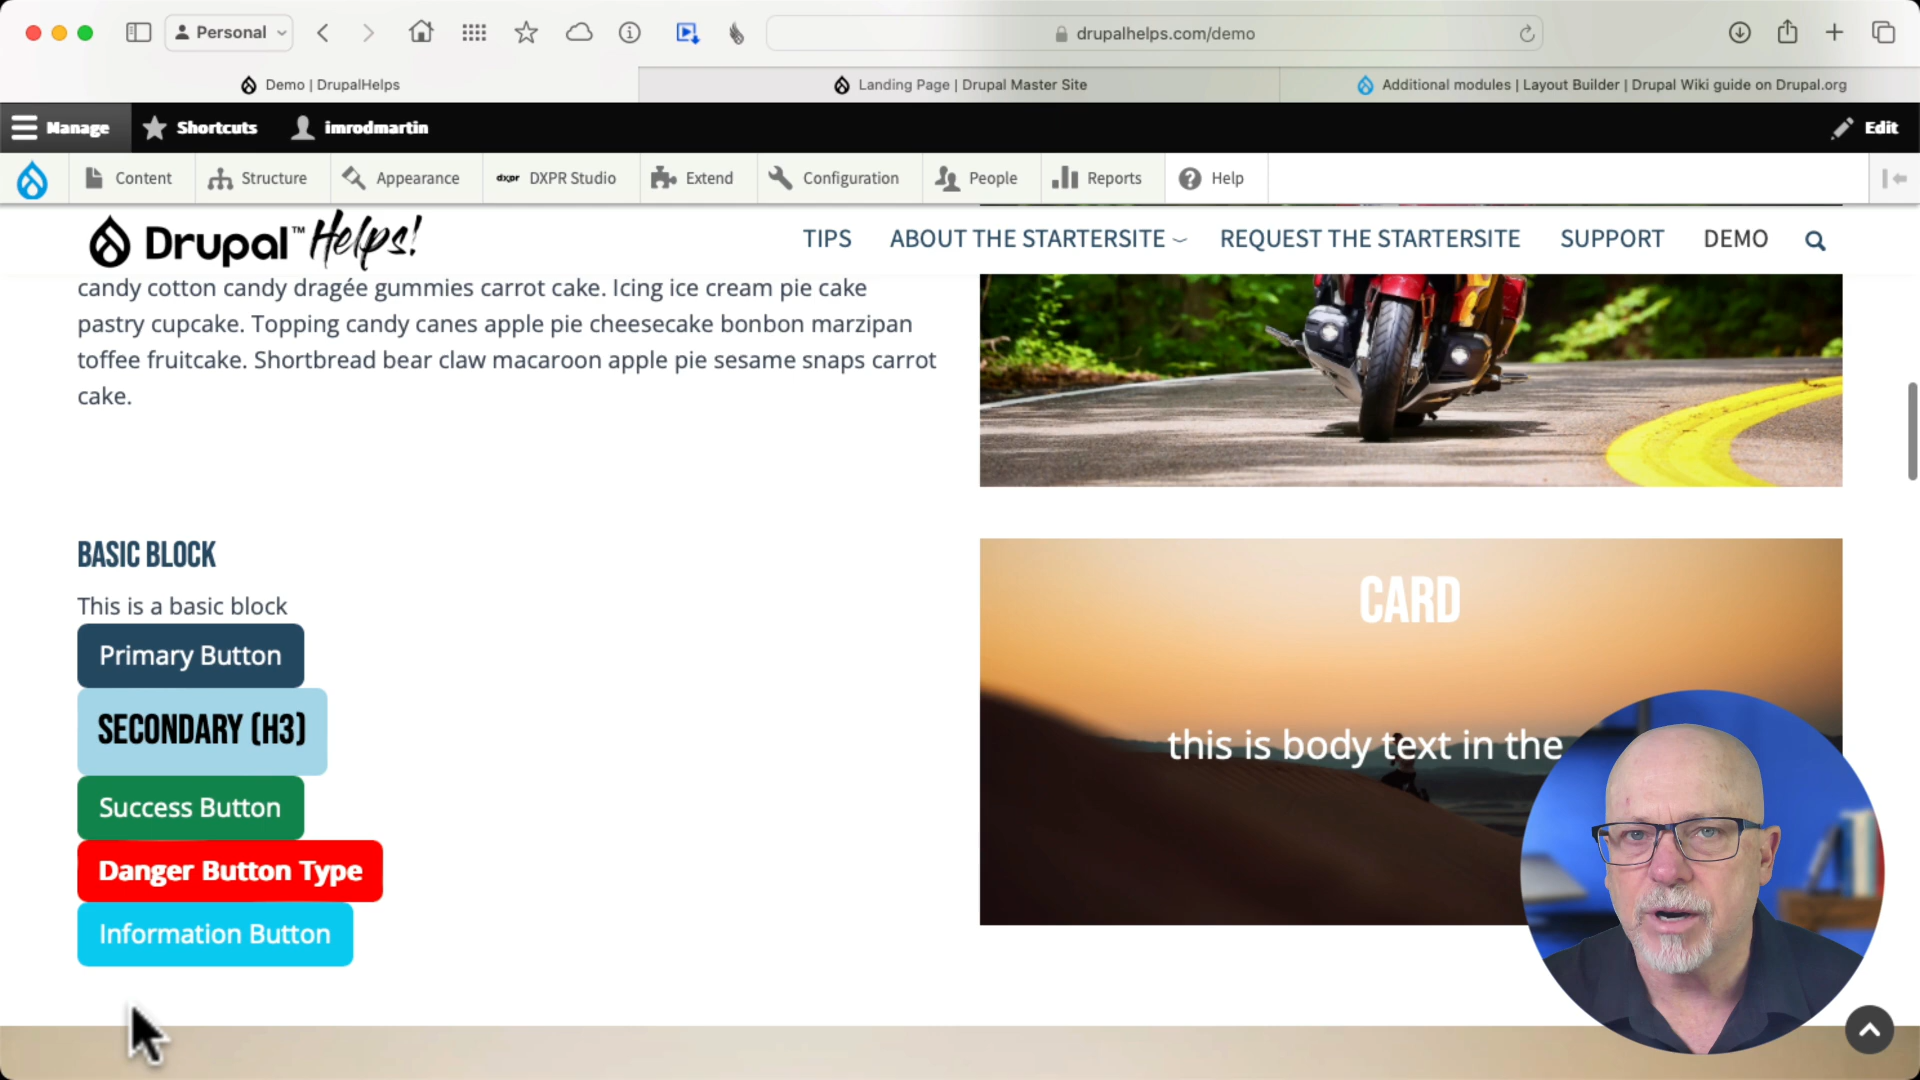 Personal
drupalhelps.com/demo
Demo | DrupalHelps
Landing Page | Drupal Master Site
Additional modules | Layout Builder | Drupal Wiki guide on Drupal.org
Manage
Shortcuts
imrodmartin
Edit
Content
Structure
Appearance
dxpr DXPR Studio
Extend
Configuration
People
Reports
Help
Drupal™ Helps!
TIPS
ABOUT THE STARTERSITE
REQUEST THE STARTERSITE
SUPPORT
DEMO
candy cotton candy dragée gummies carrot cake. Icing ice cream pie cake
pastry cupcake. Topping candy canes apple pie cheesecake bonbon marzipan
toffee fruitcake. Shortbread bear claw macaroon apple pie sesame snaps carrot
cake.
BASIC BLOCK
This is a basic block
Primary Button
SECONDARY (H3)
Success Button
Danger Button Type
Information Button
CARD
this is body text in the